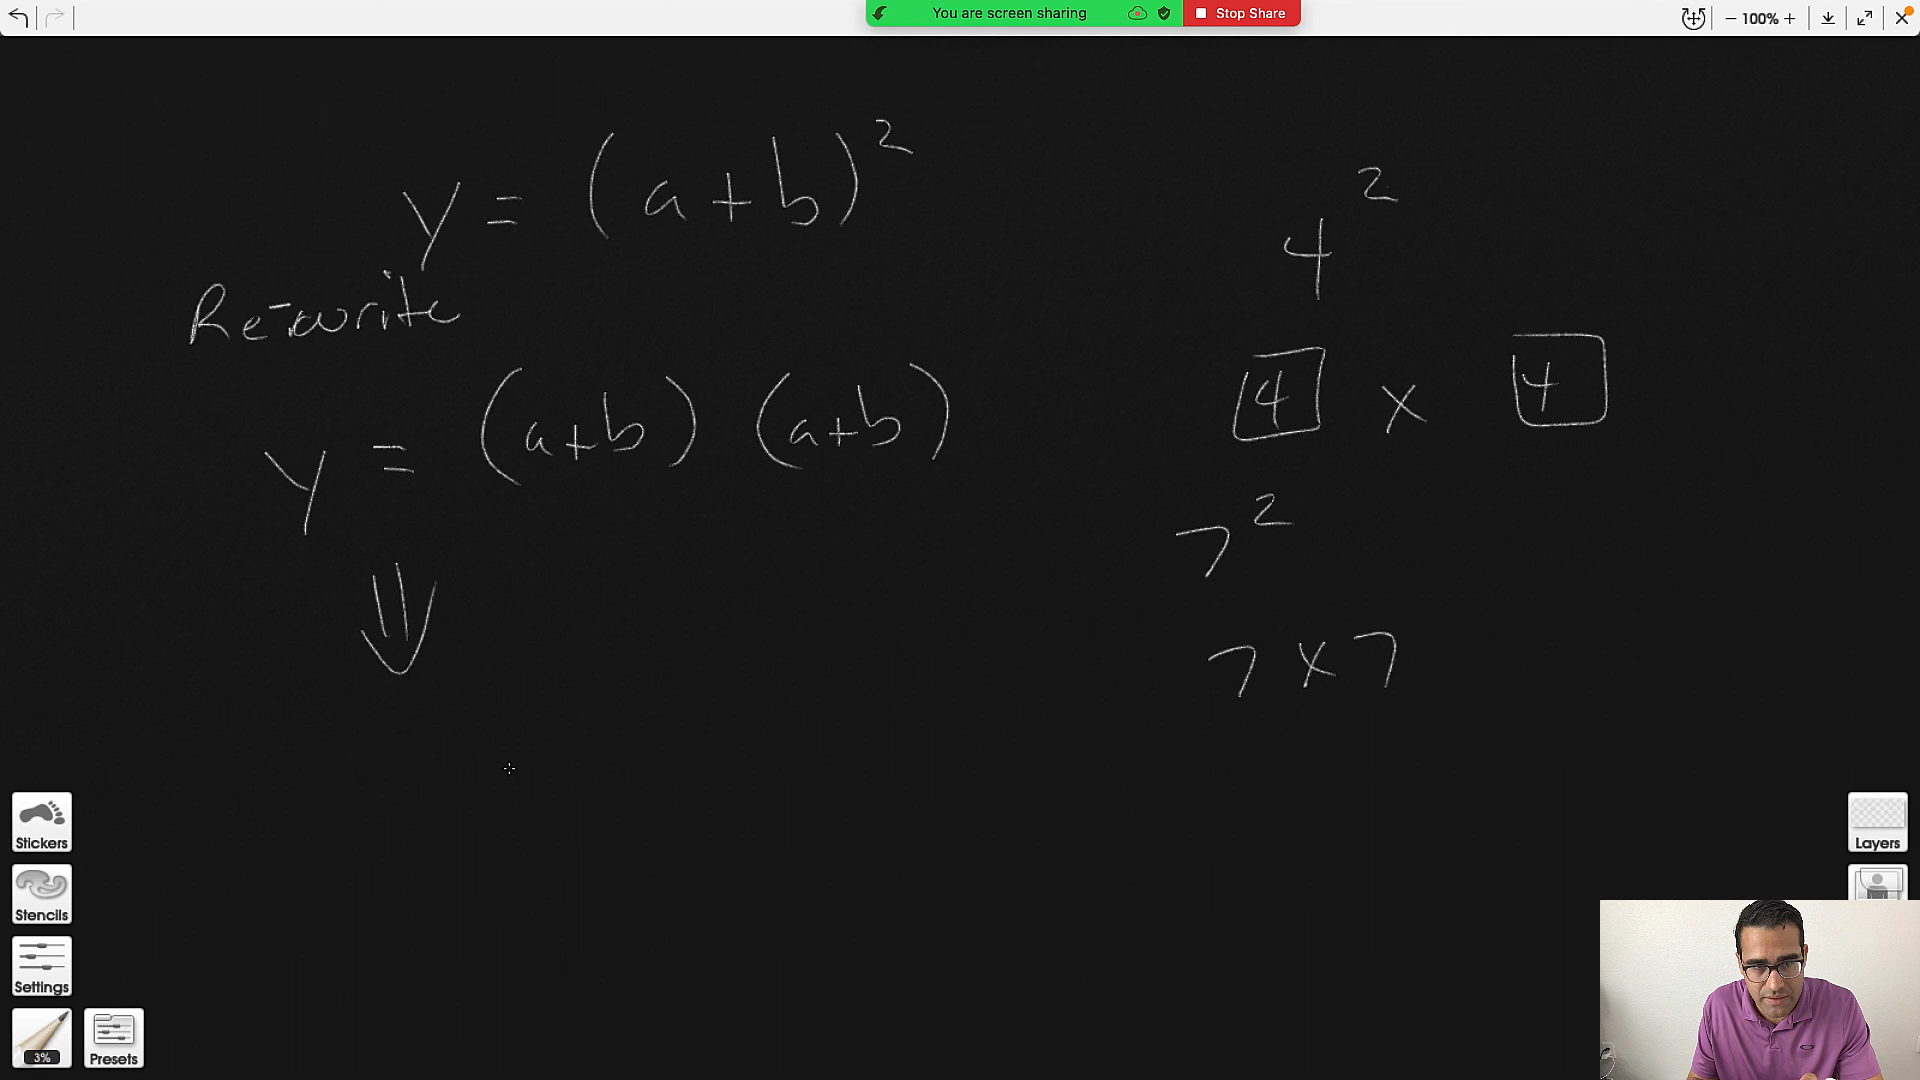 You are screen sharing
Stop Share
100%
y = (a+b)²
Re-write
y = (a+b) (a+b)
4²
4 x 4
7²
7 x 7
Stickers
Stencils
Settings
3%
Presets
Layers